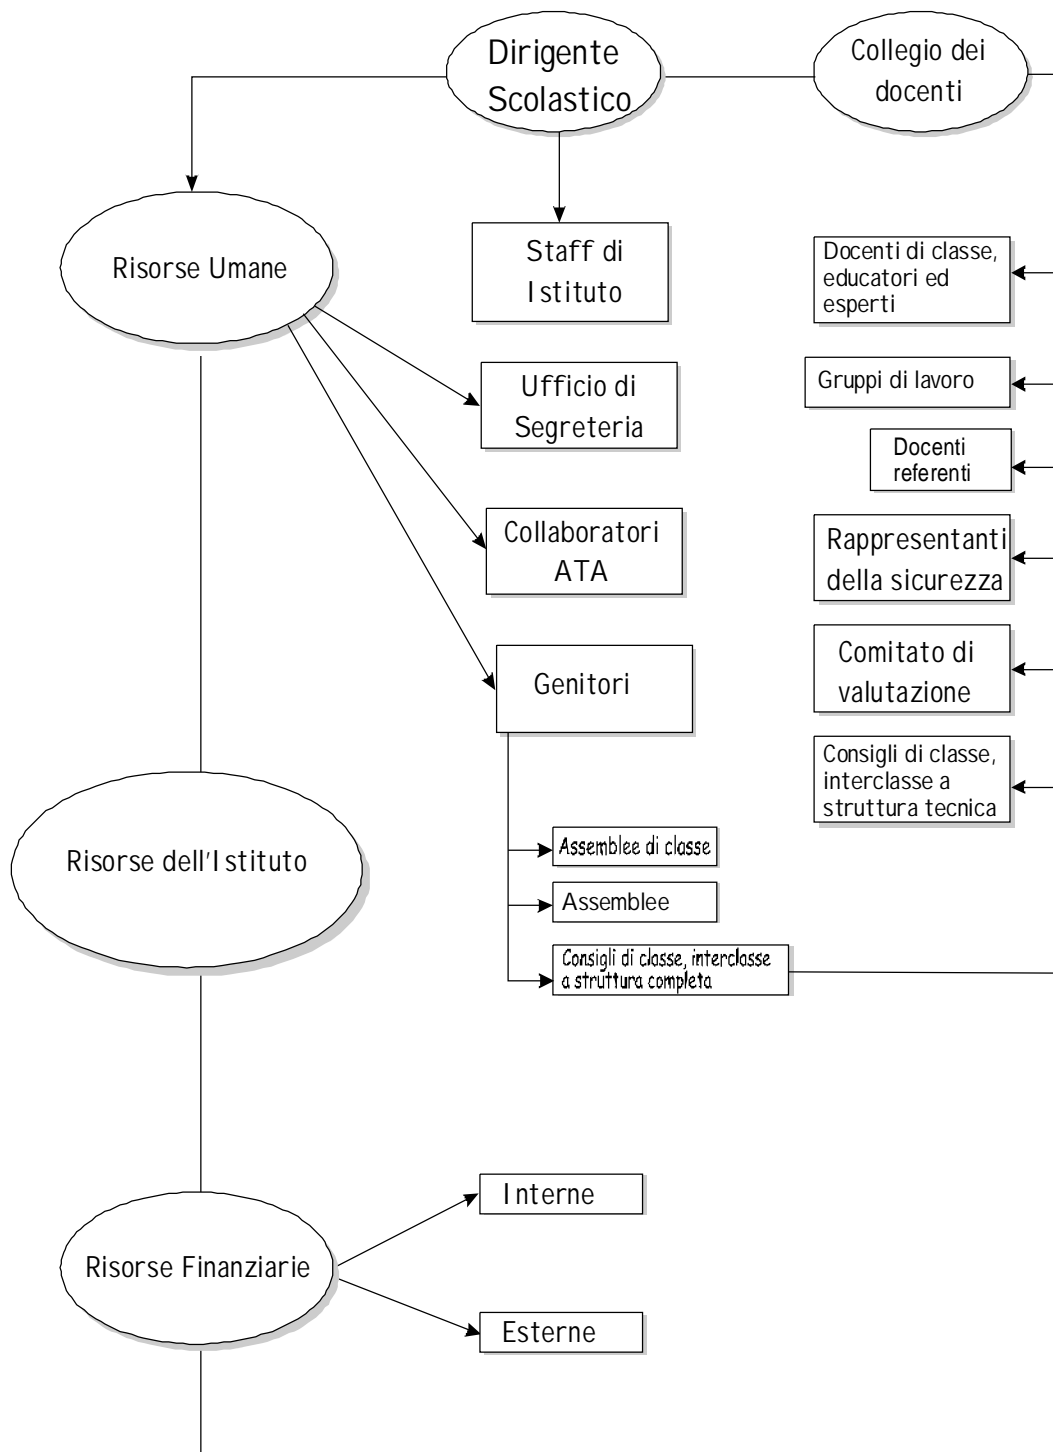 Dirigente
Scolastico
Collegio dei
docenti
Risorse Umane
Staff di
Istituto
Docenti di classe,
educatori ed
esperti
Ufficio di
Segreteria
Gruppi di lavoro
Docenti
referenti
Collaboratori
ATA
Rappresentanti
della sicurezza
Genitori
Comitato di
valutazione
Consigli di classe,
interclasse a
struttura tecnica
Risorse dell'Istituto
Assemblee di classe
Assemblee
Consigli di classe, interclasse
a struttura completa
Risorse Finanziarie
Interne
Esterne